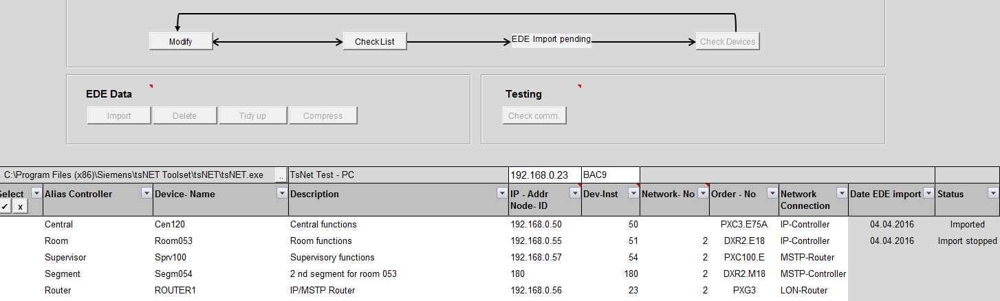 Modify
Check List
EDE Import pending
Check Devices
EDE Data
Testing
Import Delete Tidy up Compress
Check comm.
C:\Program Files (x86)\Siemens\tsNET Toolset\tsNET\tsNET.exe .. TsNet Test - PC 192.168.0.23 BAC9
Select x Alias Controller Device- Name Description IP - Addr Node- ID Dev-Inst Network- No Order - No Network Connection Date EDE import Status
Central Cen120 Central functions 192.168.0.50 50 PXC3.E75A IP-Controller 04.04.2016 Imported
Room Room053 Room functions 192.168.0.55 51 2 DXR2.E18 IP-Controller 04.04.2016 Import stopped
Supervisor Sprv100 Supervisory functions 192.168.0.57 54 2 PXC100.E MSTP-Router
Segment Segm054 2 nd segment for room 053 180 180 2 DXR2.M18 MSTP-Controller
Router ROUTER1 IP/MSTP Router 192.168.0.56 23 2 PXG3 LON-Router